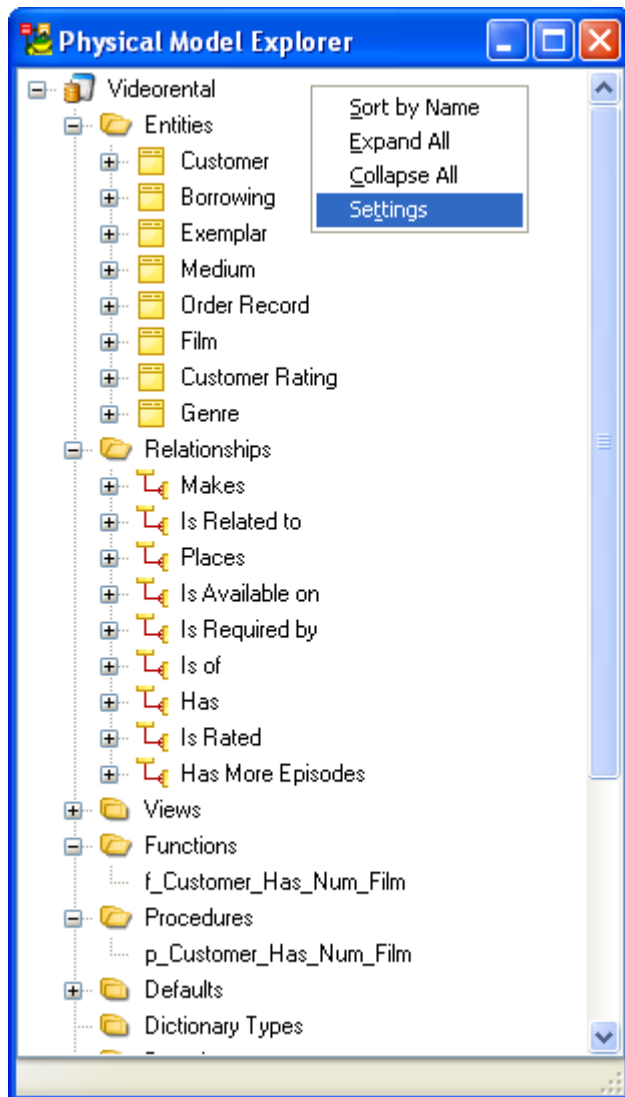 Physical Model Explorer
Videorental
Entities
Customer
Borrowing
Exemplar
Medium
Order Record
Film
Customer Rating
Genre
Sort by Name
Expand All
Collapse All
Settings
Relationships
Makes
Is Related to
Places
Is Available on
Is Required by
Is of
Has
Is Rated
Has More Episodes
Views
Functions
f_Customer_Has_Num_Film
Procedures
p_Customer_Has_Num_Film
Defaults
Dictionary Types